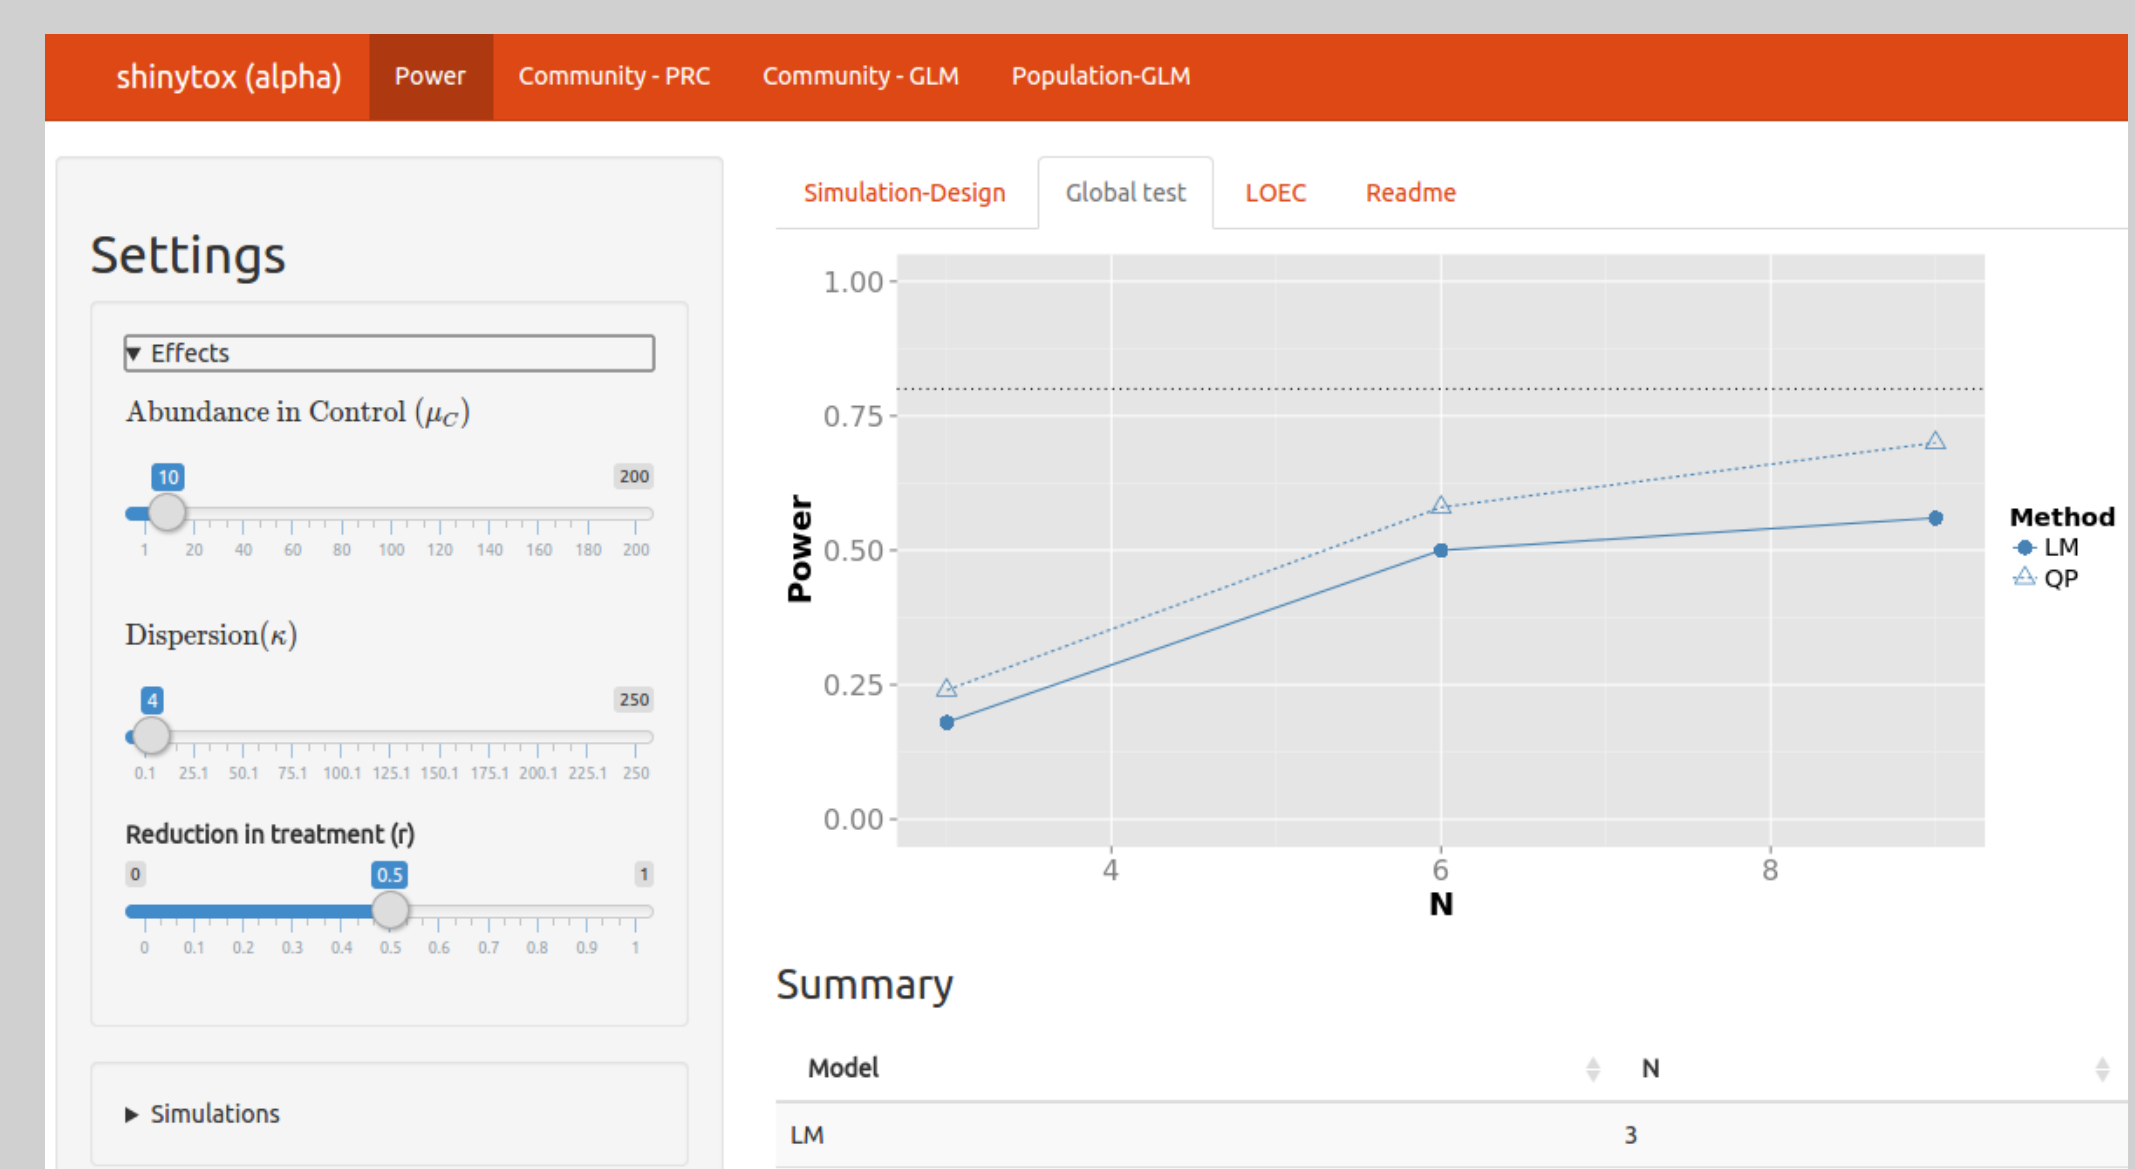 shinytox (alpha) Power Community - PRC Community - GLM Population-GLM
Settings
▼ Effects
Abundance in Control (μC)
10 200
1 20 40 60 80 100 120 140 160 180 200
Dispersion(κ)
4 250
0.1 25.1 50.1 75.1 100.1 125.1 150.1 175.1 200.1 225.1 250
Reduction in treatment (r)
0 0.5 1
0 0.1 0.2 0.3 0.4 0.5 0.6 0.7 0.8 0.9 1
► Simulations
Simulation-Design Global test LOEC Readme
1.00
0.75
0.50
0.25
0.00
Power
4 6 8
N
Method
LM
QP
Summary
Model N
LM 3